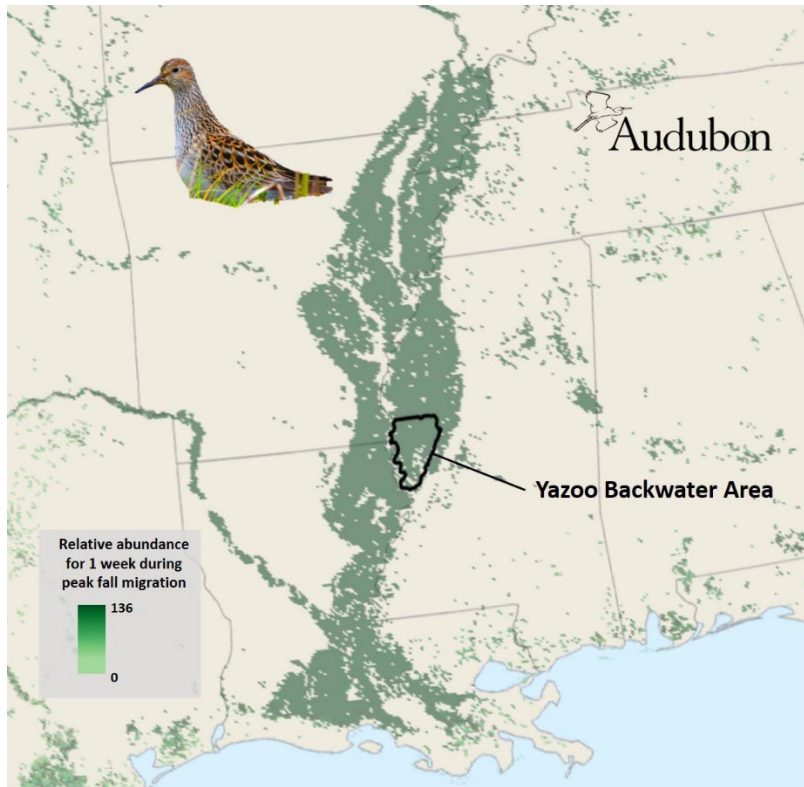 Audubon
Yazoo Backwater Area
Relative abundance
for 1 week during
peak fall migration
136
0